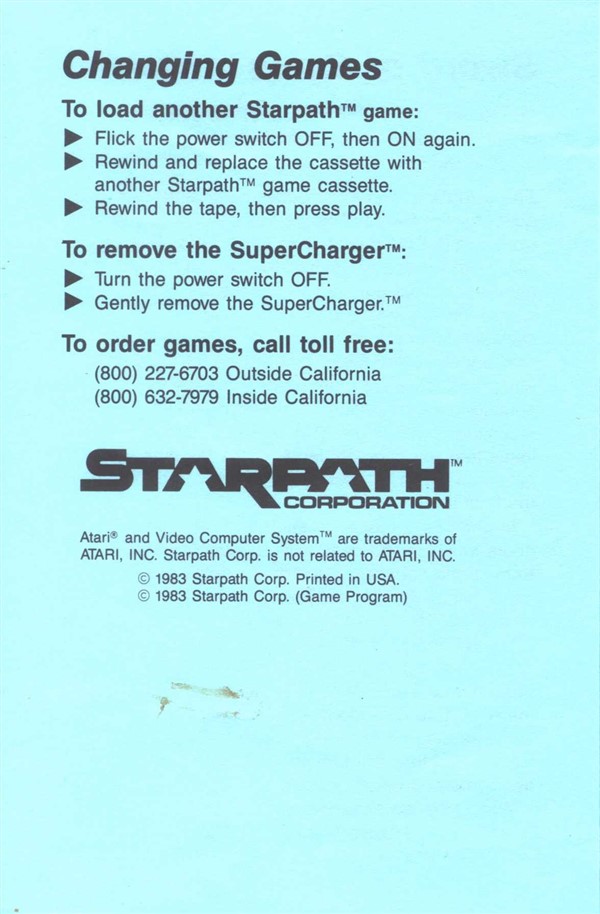 Changing Games
To load another Starpath™ game:
▶ Flick the power switch OFF, then ON again.
▶ Rewind and replace the cassette with
another Starpath™ game cassette.
▶ Rewind the tape, then press play.
To remove the SuperCharger™:
▶ Turn the power switch OFF.
▶ Gently remove the SuperCharger.™
To order games, call toll free:
(800) 227-6703 Outside California
(800) 632-7979 Inside California
STARPATH™
CORPORATION
Atari® and Video Computer System™ are trademarks of
ATARI, INC. Starpath Corp. is not related to ATARI, INC.
© 1983 Starpath Corp. Printed in USA.
© 1983 Starpath Corp. (Game Program)